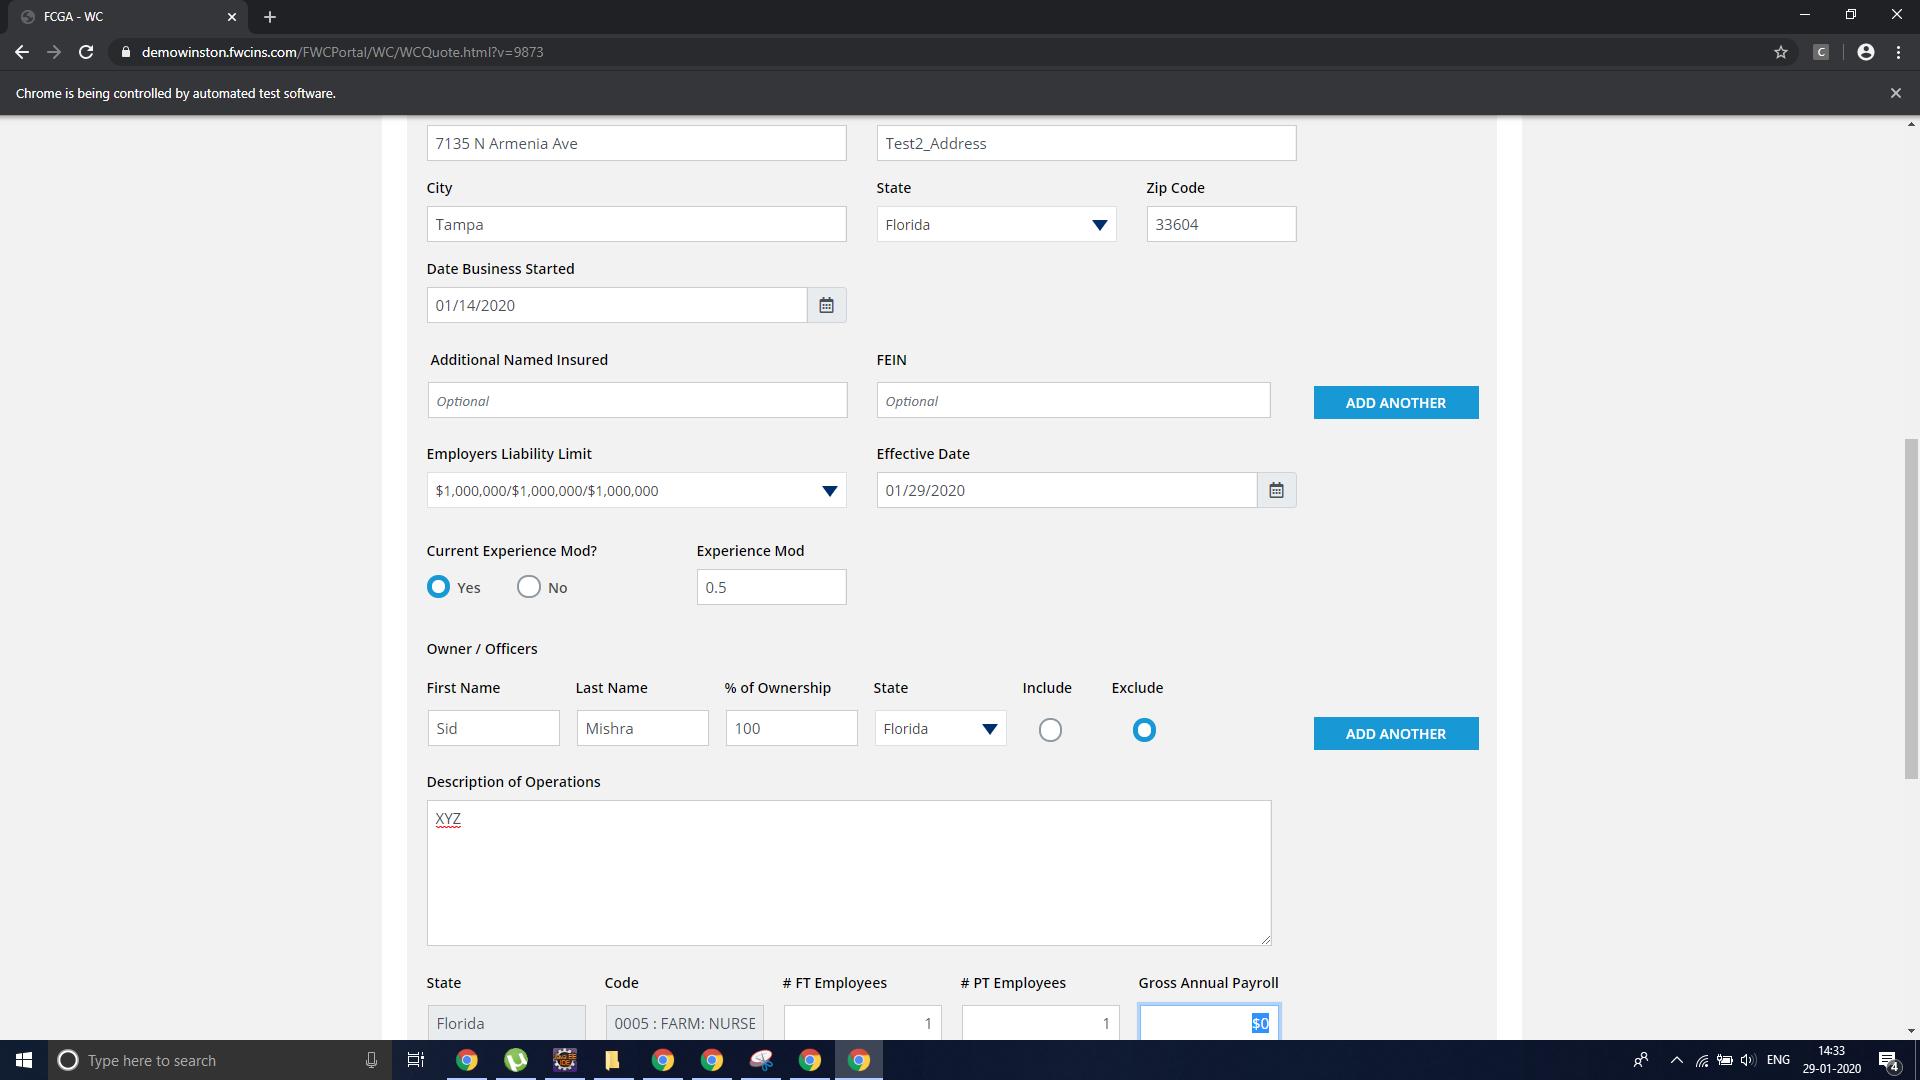 FCGA - WC
demowinston.fwcins.com/FWCPortal/WC/WCQuote.html?v=9873
C
Chrome is being controlled by automated test software.
7135 N Armenia Ave Test2_Address
City State Zip Code
Tampa Florida 33604
Date Business Started
01/14/2020
Additional Named Insured FEIN
Optional Optional ADD ANOTHER
Employers Liability Limit Effective Date
$1,000,000/$1,000,000/$1,000,000 01/29/2020
Current Experience Mod? Experience Mod
Yes No 0.5
Owner / Officers
First Name Last Name % of Ownership State Include Exclude
Sid Mishra 100 Florida ADD ANOTHER
Description of Operations
XYZ
State Code # FT Employees # PT Employees Gross Annual Payroll
Florida 0005 : FARM: NURSE 1 1 $0
Type here to search ENG 14:33
29-01-2020
4